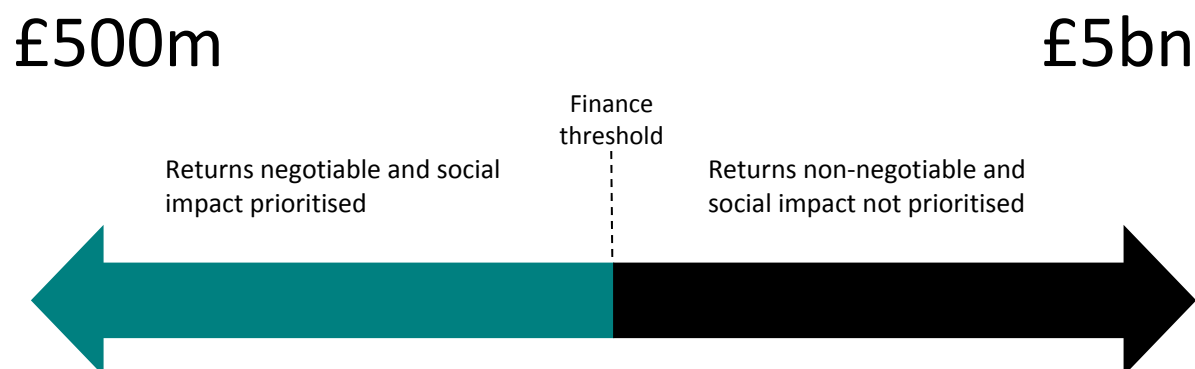 £500m
£5bn
Finance
threshold
Returns negotiable and social
impact prioritised
Returns non-negotiable and
social impact not prioritised